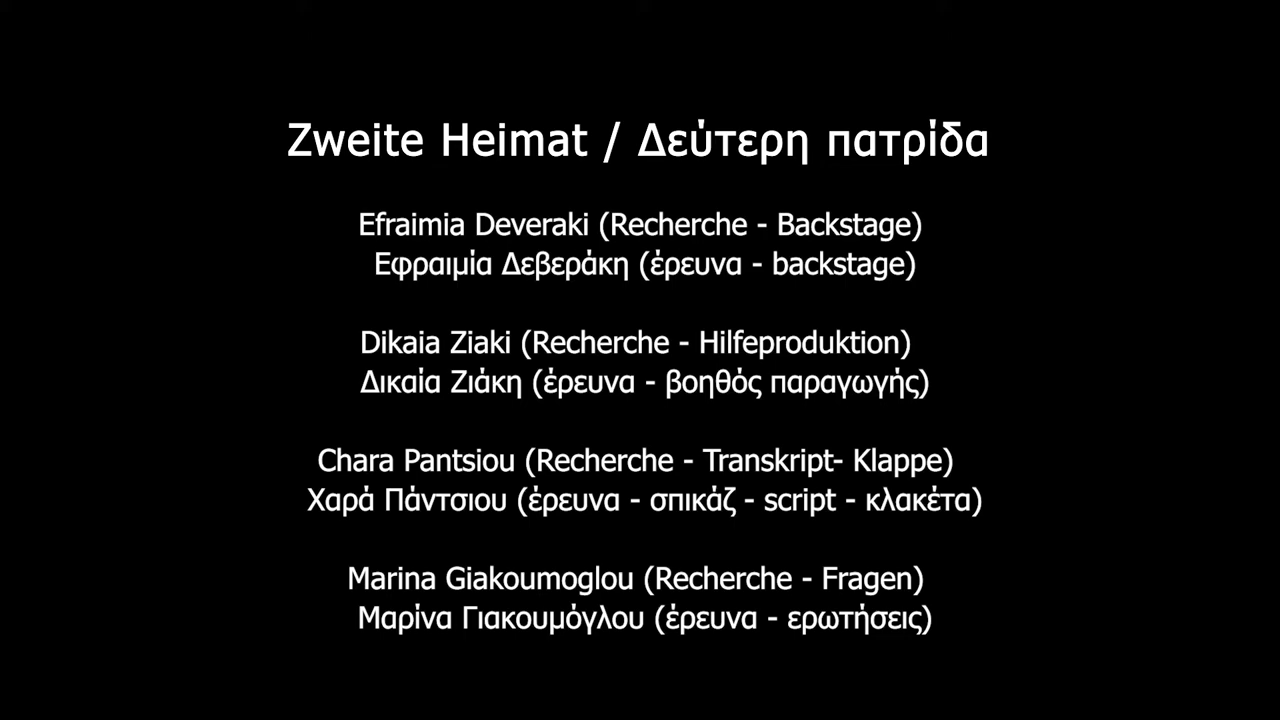 Zweite Heimat / Δεύτερη πατρίδα
Efraimia Deveraki (Recherche - Backstage)
Εφραιμία Δεβεράκη (έρευνα - backstage)
Dikaia Ziaki (Recherche - Hilfeproduktion)
Δικαία Ζιάκη (έρευνα - βοηθός παραγωγής)
Chara Pantsiou (Recherche - Transkript- Klappe)
Χαρά Πάντσιου (έρευνα - σπικάζ - script - κλακέτα)
Marina Giakoumoglou (Recherche - Fragen)
Μαρίνα Γιακουμόγλου (έρευνα - ερωτήσεις)